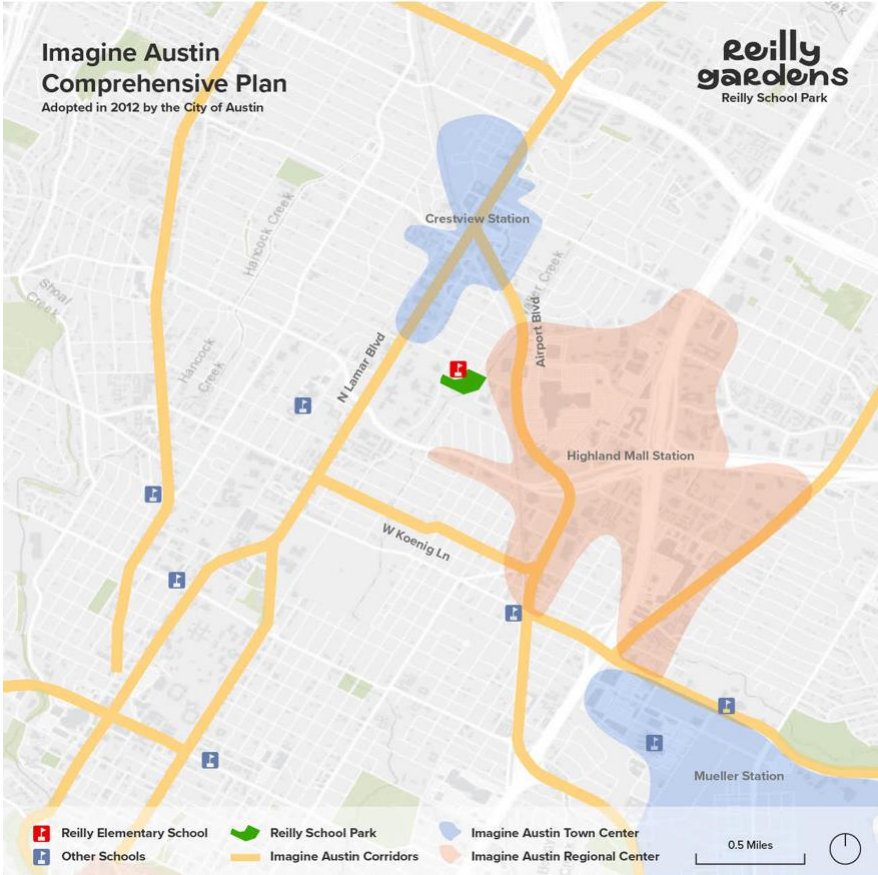 Imagine Austin
Comprehensive Plan
Adopted in 2012 by the City of Austin
Reilly
gardens
Reilly School Park
Crestview Station
Hancock Creek
Shoal
Creek
Hancock
Creek
Creek
N Lamar Blvd
Airport Blvd
Highland Mall Station
W Koenig Ln
Mueller Station
Reilly Elementary School
Reilly School Park
Imagine Austin Town Center
0.5 Miles
Other Schools
Imagine Austin Corridors
Imagine Austin Regional Center